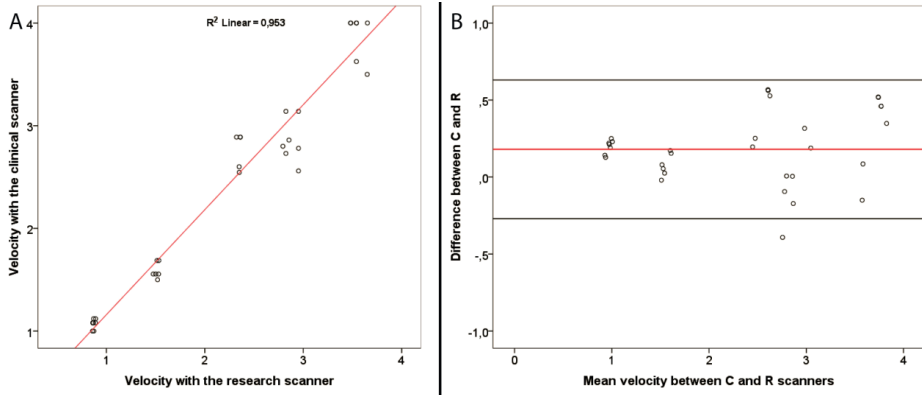 A
R² Linear = 0,953
Velocity with the clinical scanner
4
3
2
1
1 2 3 4
Velocity with the research scanner
B
Difference between C and R
1,0
,5
,0
-,5
-1,0
0 1 2 3 4
Mean velocity between C and R scanners